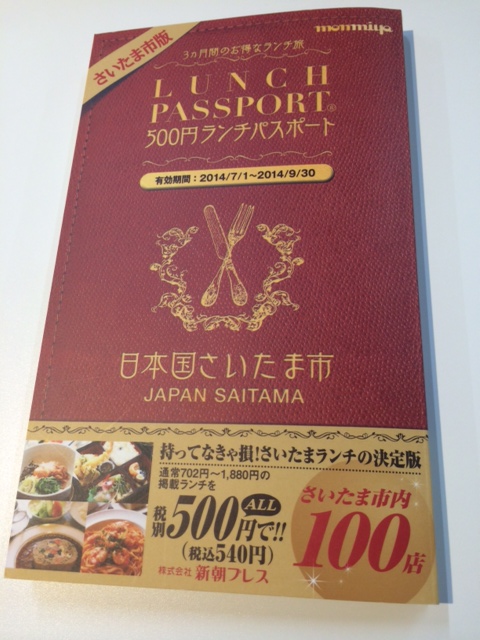 さいたま市版
monmiya
3ヵ月間のお得なランチ旅
LUNCH
PASSPORT®
500円ランチパスポート
有効期間：2014/7/1~2014/9/30
日本国さいたま市
JAPAN SAITAMA
持ってなきゃ損!さいたまランチの決定版
通常702円〜1,880円の
掲載ランチを
税別500円ALLで!!
(税込540円)
株式会社 新朝プレス
さいたま市内
100店